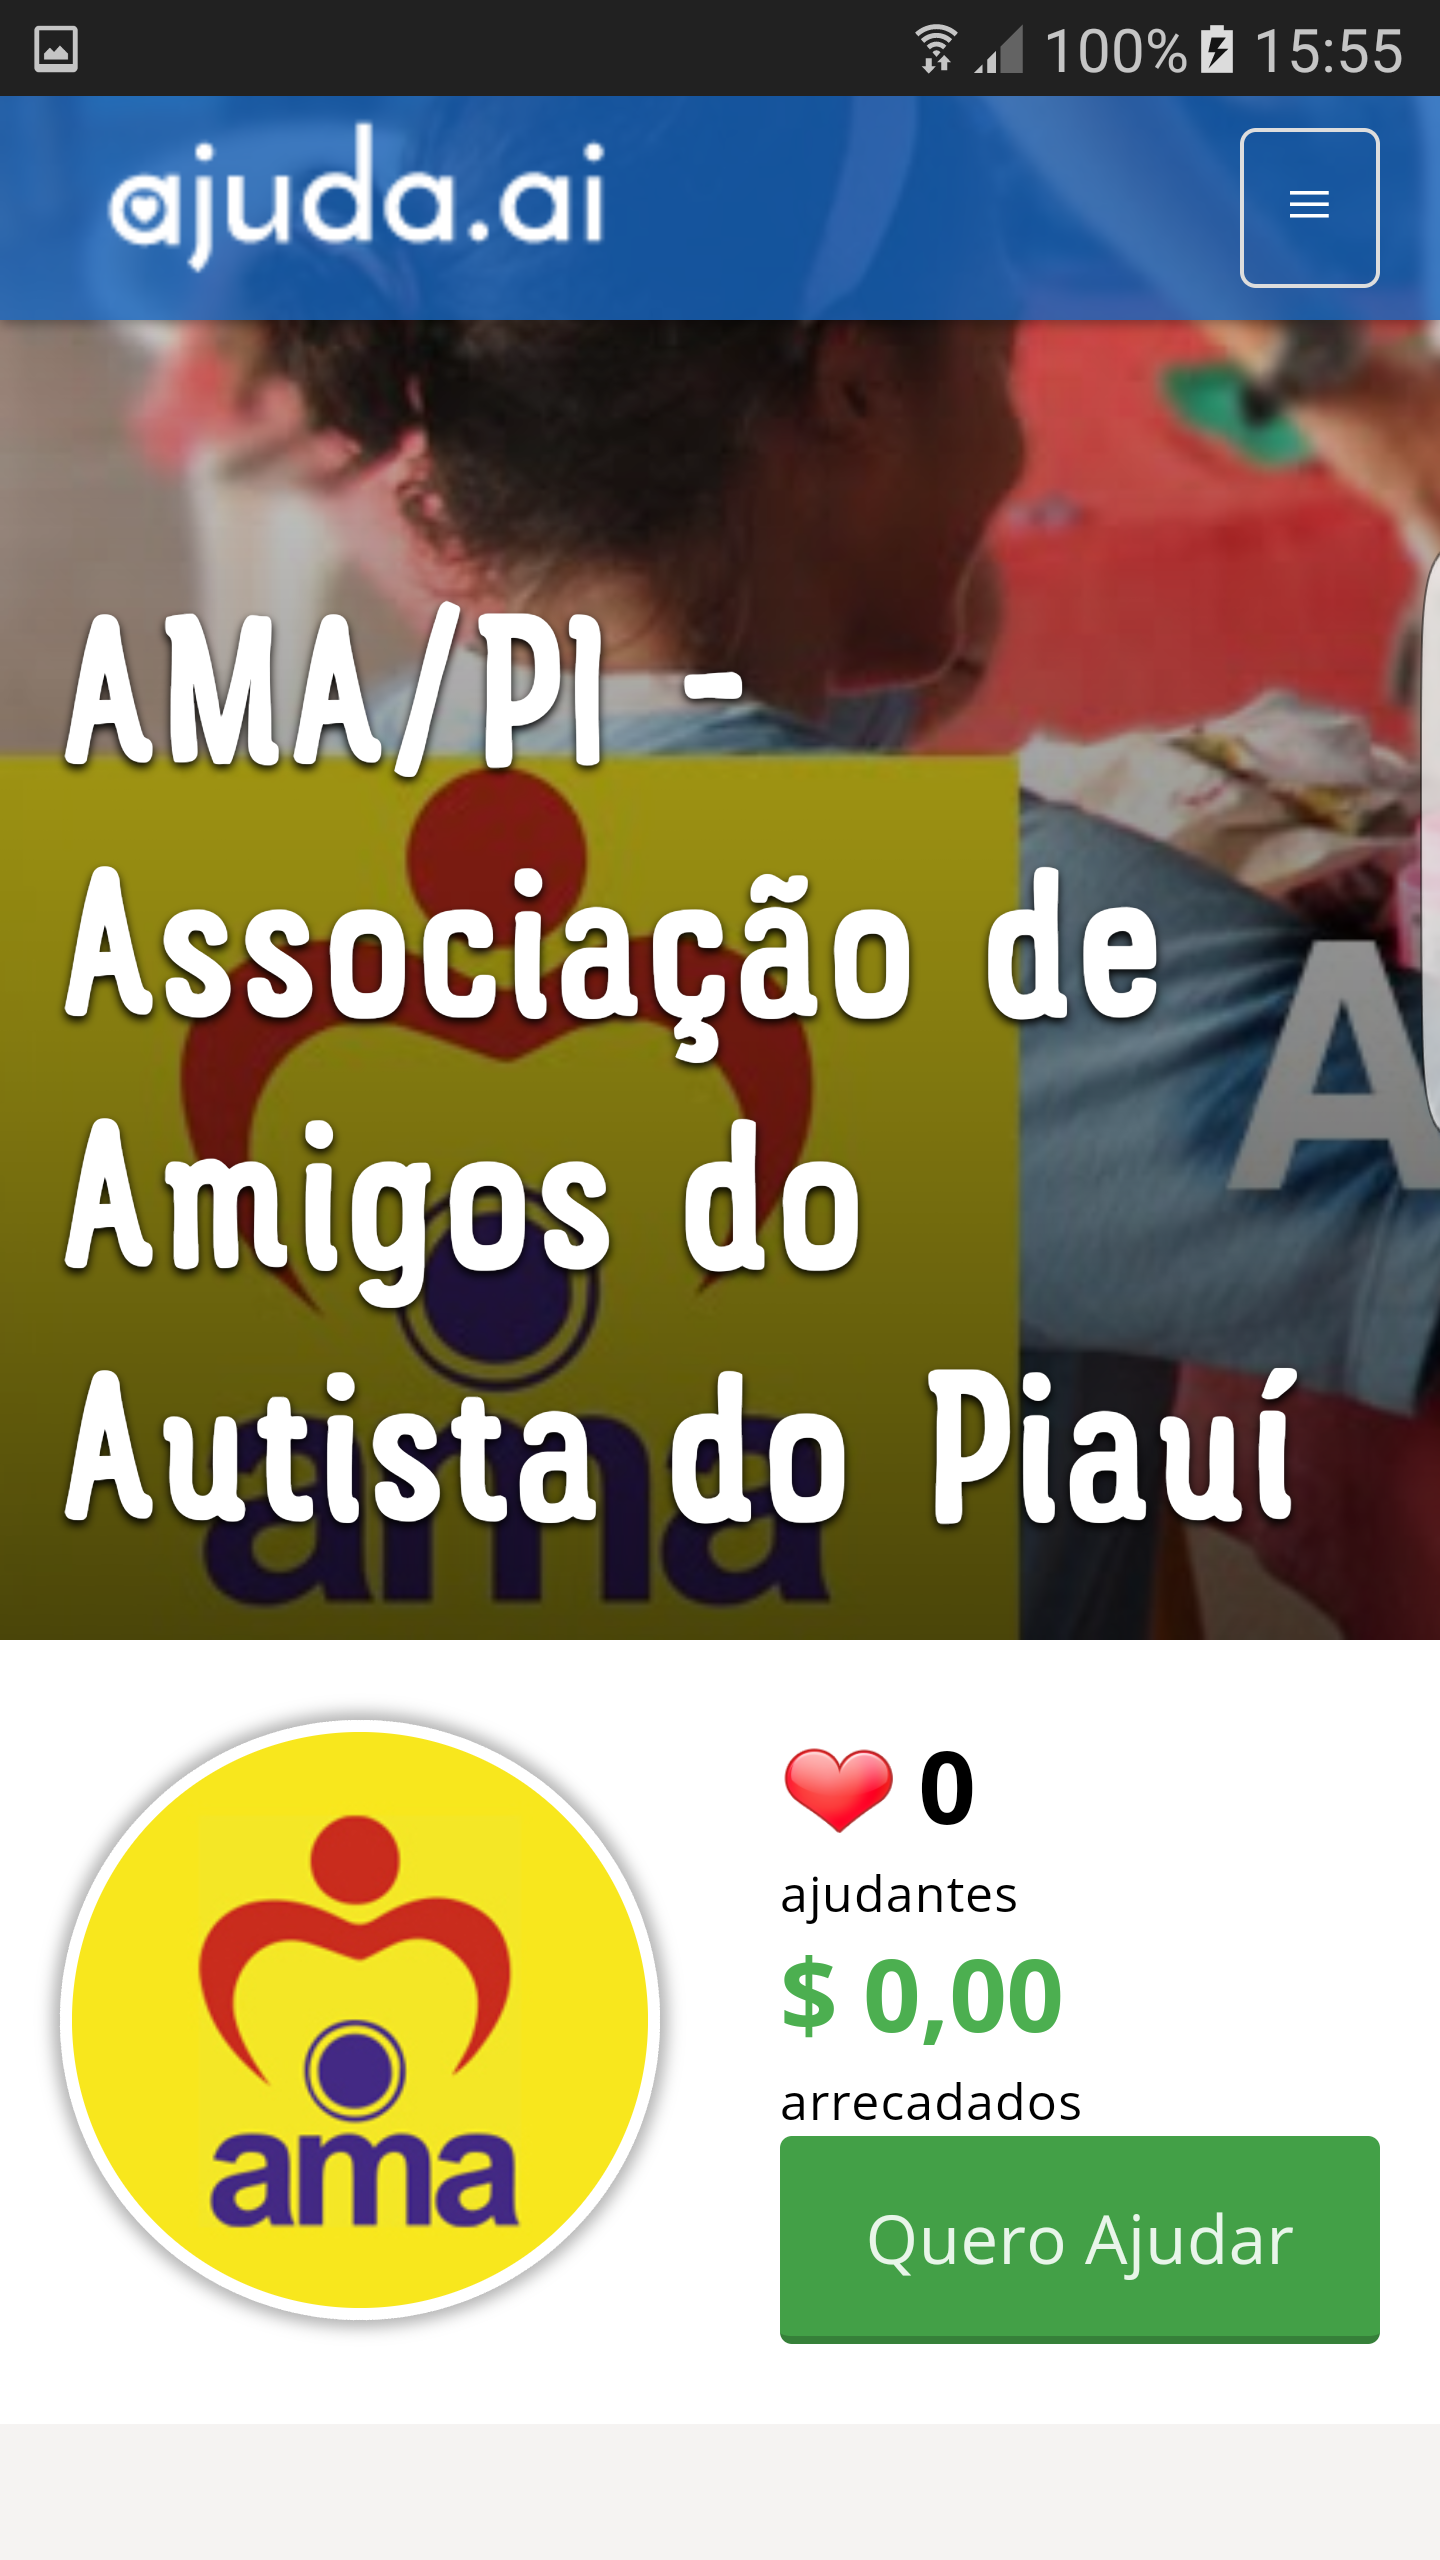 100% 15:55
ajuda.ai
AMA/PI -
Associação de
Amigos do
Autista do Piauí
A
ama
ama
0
ajudantes
$ 0,00
arrecadados
Quero Ajudar